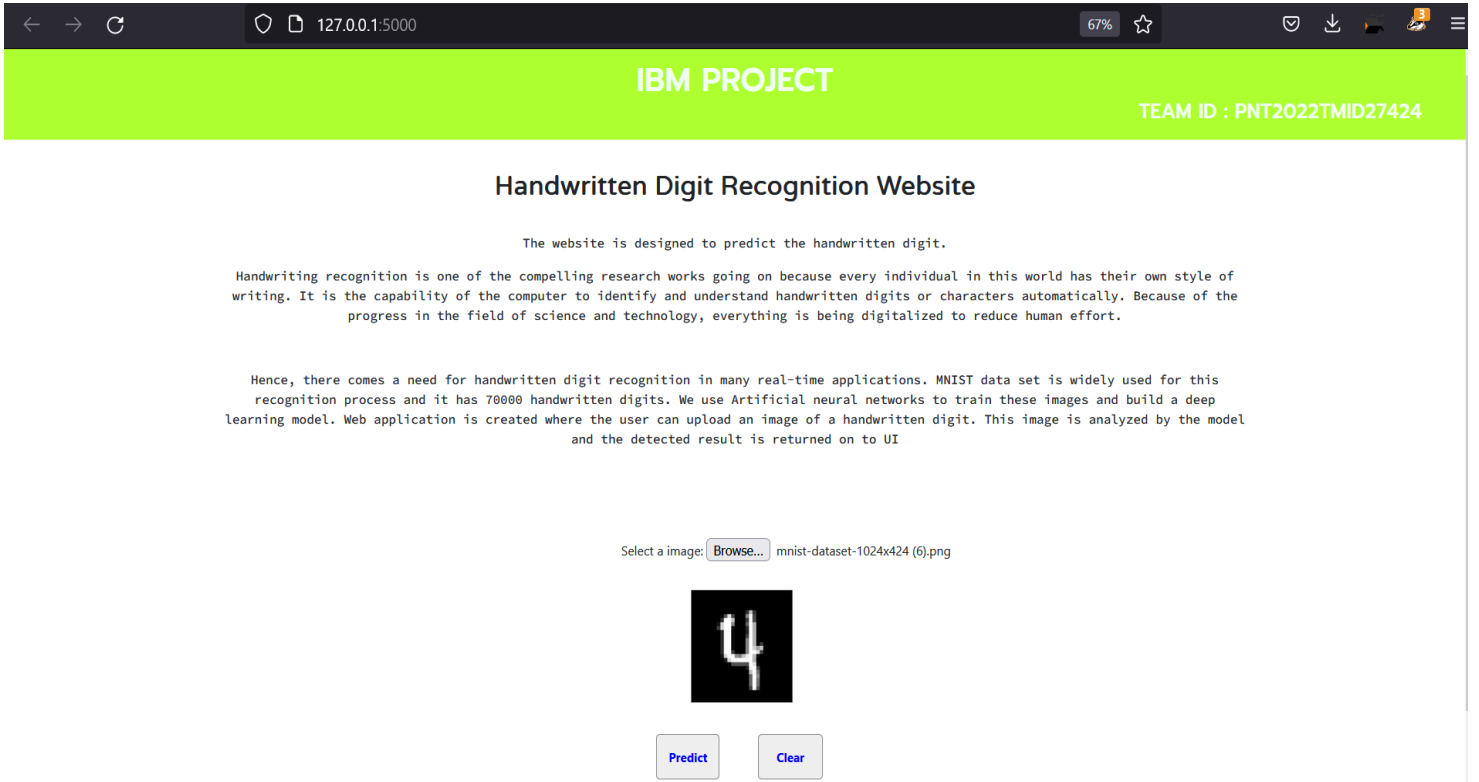 127.0.0.1:5000
67%
3
IBM PROJECT
TEAM ID : PNT2022TMID27424
Handwritten Digit Recognition Website
The website is designed to predict the handwritten digit.
Handwriting recognition is one of the compelling research works going on because every individual in this world has their own style of
writing. It is the capability of the computer to identify and understand handwritten digits or characters automatically. Because of the
progress in the field of science and technology, everything is being digitalized to reduce human effort.
Hence, there comes a need for handwritten digit recognition in many real-time applications. MNIST data set is widely used for this
recognition process and it has 70000 handwritten digits. We use Artificial neural networks to train these images and build a deep
learning model. Web application is created where the user can upload an image of a handwritten digit. This image is analyzed by the model
and the detected result is returned on to UI
Select a image: Browse... mnist-dataset-1024x424 (6).png
4
Predict Clear